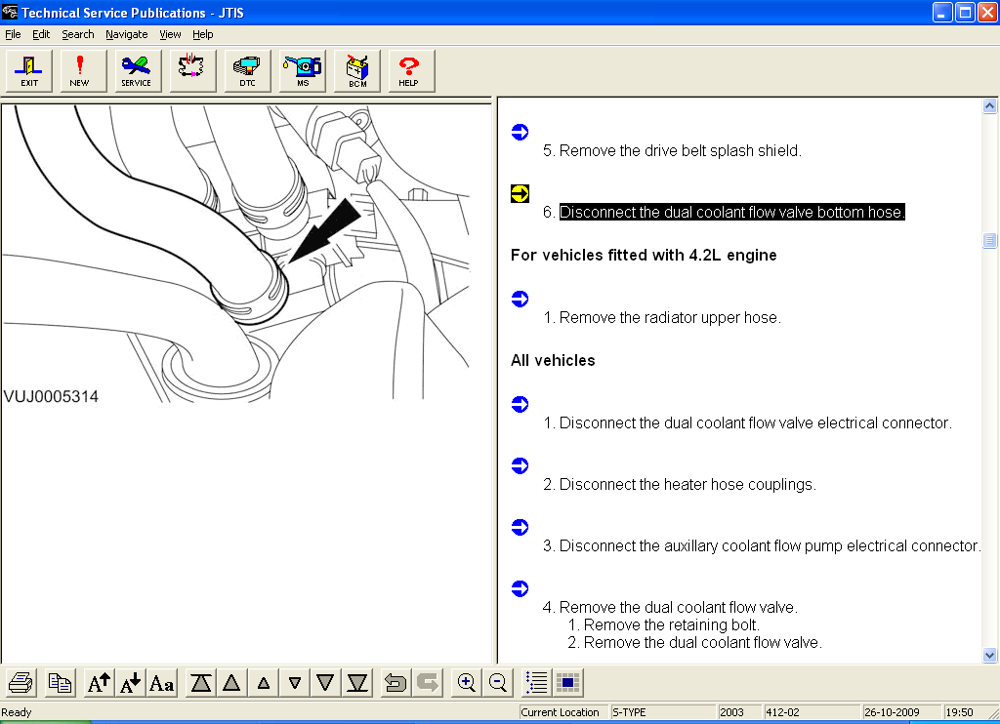 Technical Service Publications - JTIS
File Edit Search Navigate View Help
EXIT NEW SERVICE DTC MS BCM HELP
5. Remove the drive belt splash shield.
6. Disconnect the dual coolant flow valve bottom hose.
For vehicles fitted with 4.2L engine
1. Remove the radiator upper hose.
All vehicles
1. Disconnect the dual coolant flow valve electrical connector.
2. Disconnect the heater hose couplings.
3. Disconnect the auxillary coolant flow pump electrical connector.
4. Remove the dual coolant flow valve.
1. Remove the retaining bolt.
2. Remove the dual coolant flow valve.
VUJ0005314
A A Aa
Ready Current Location S-TYPE 2003 412-02 26-10-2009 19:50